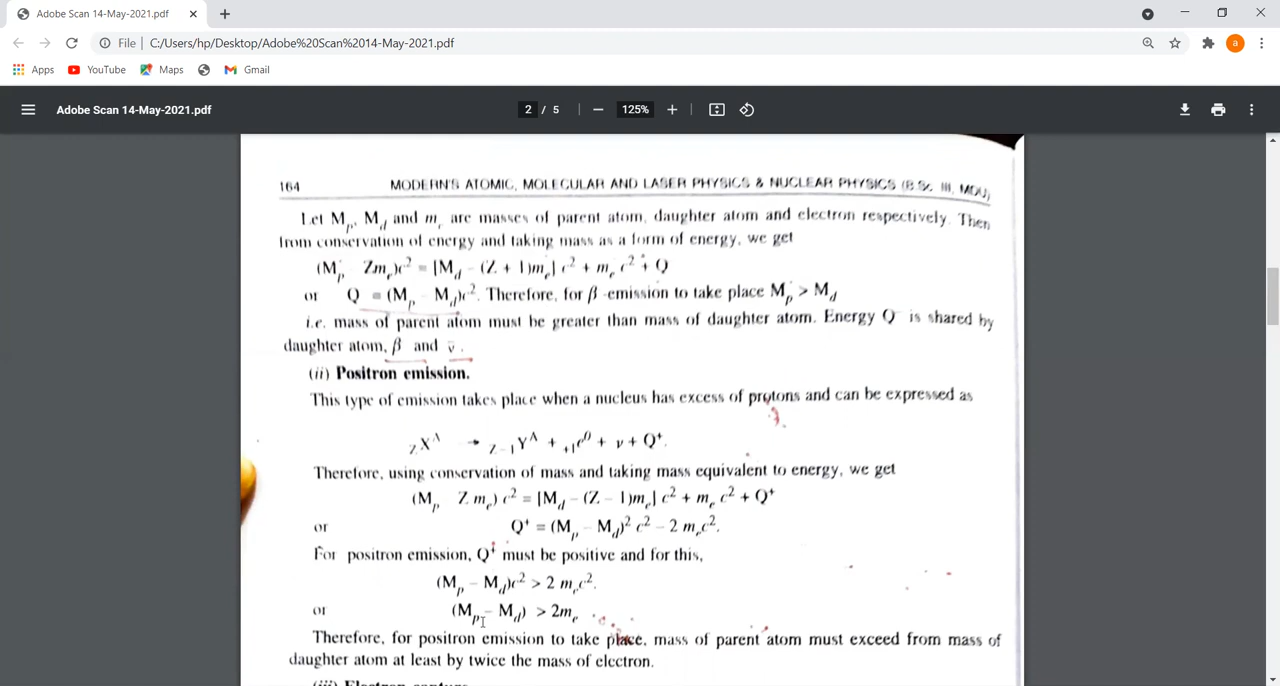 Adobe Scan 14-May-2021.pdf
File C:/Users/hp/Desktop/Adobe%20Scan%2014-May-2021.pdf
a
Apps YouTube Maps Gmail
Adobe Scan 14-May-2021.pdf 2 / 5 125%
164 MODERN'S ATOMIC, MOLECULAR AND LASER PHYSICS & NUCLEAR PHYSICS (B.Sc. III, MDU)
Let Mp, Md and me are masses of parent atom, daughter atom and electron respectively. Then
from conservation of energy and taking mass as a form of energy, we get
(Mp Zme)c² = [Md – (Z + 1)me] c² + me c² + Q
or Q = (Mp Md)c². Therefore, for β -emission to take place Mp > Md
i.e. mass of parent atom must be greater than mass of daughter atom. Energy Q is shared by
daughter atom, β and ν̄ .
(ii) Positron emission.
This type of emission takes place when a nucleus has excess of protons and can be expressed as
ZXᴬ → Z–1Yᴬ + +1e⁰ + ν + Q⁺.
Therefore, using conservation of mass and taking mass equivalent to energy, we get
(Mp Z me) c² = [Md – (Z – 1)me] c² + me c² + Q⁺
or Q⁺ = (Mp – Md)² c² – 2 mec².
For positron emission, Q⁺ must be positive and for this,
(Mp – Md)c² > 2 mec².
or (Mp – Md) > 2me
Therefore, for positron emission to take place, mass of parent atom must exceed from mass of
daughter atom at least by twice the mass of electron.
(iii) Electron capture.